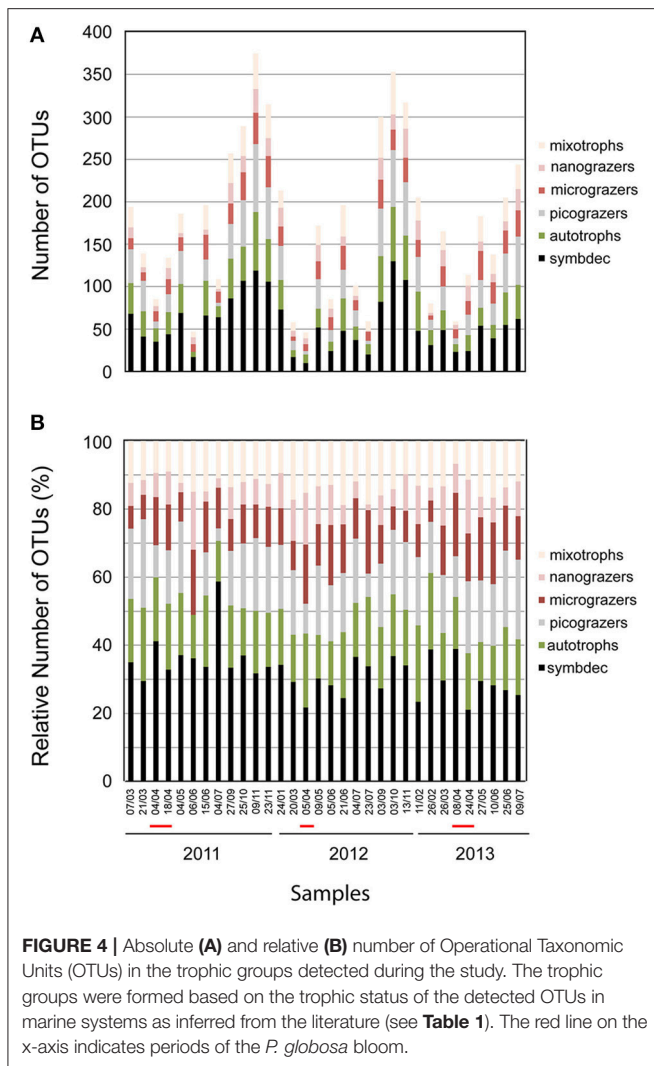 A
Number of OTUs
400
350
300
250
200
150
100
50
0
mixotrophs
nanograzers
micrograzers
picograzers
autotrophs
symbdec
B
Relative Number of OTUs (%)
100
80
60
40
20
0
mixotrophs
nanograzers
micrograzers
picograzers
autotrophs
symbdec
07/03 21/03 04/04 18/04 04/05 06/06 15/06 04/07 27/09 25/10 09/11 23/11 24/01 20/03 05/04 09/05 05/06 21/06 04/07 23/07 03/09 03/10 13/11 11/02 26/02 28/03 08/04 24/04 27/05 10/06 25/06 09/07
2011 2012 2013
Samples
FIGURE 4 | Absolute (A) and relative (B) number of Operational Taxonomic
Units (OTUs) in the trophic groups detected during the study. The trophic
groups were formed based on the trophic status of the detected OTUs in
marine systems as inferred from the literature (see Table 1). The red line on the
x-axis indicates periods of the P. globosa bloom.